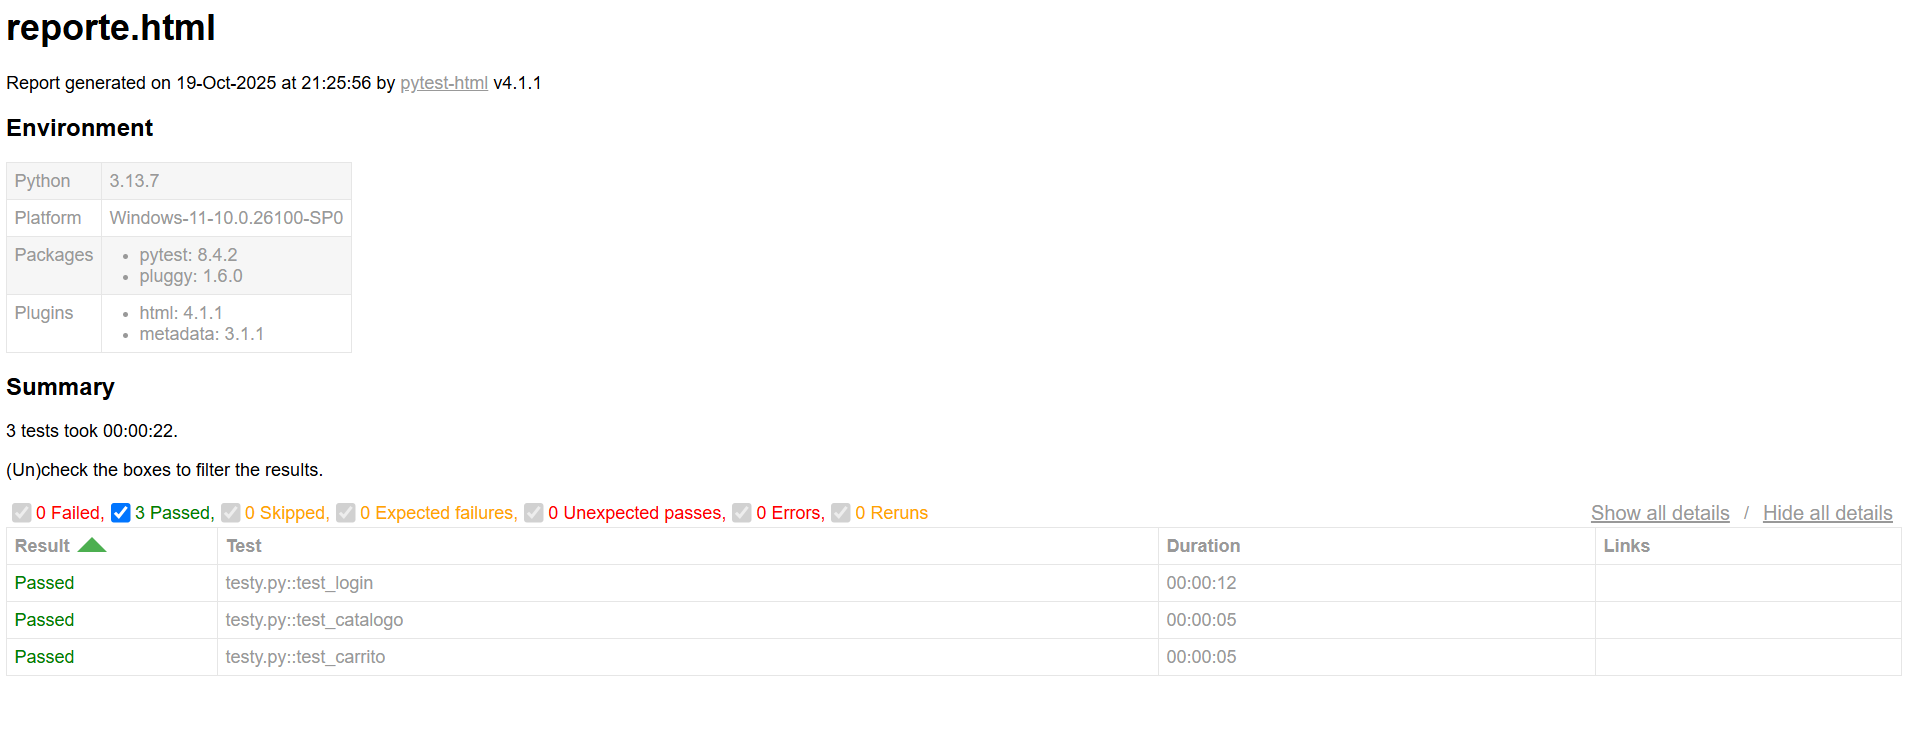 reporte.html
Report generated on 19-Oct-2025 at 21:25:56 by pytest-html v4.1.1
Environment
Python 3.13.7
Platform Windows-11-10.0.26100-SP0
Packages • pytest: 8.4.2
• pluggy: 1.6.0
Plugins • html: 4.1.1
• metadata: 3.1.1
Summary
3 tests took 00:00:22.
(Un)check the boxes to filter the results.
0 Failed, 3 Passed, 0 Skipped, 0 Expected failures, 0 Unexpected passes, 0 Errors, 0 Reruns Show all details / Hide all details
Result Test Duration Links
Passed testy.py::test_login 00:00:12
Passed testy.py::test_catalogo 00:00:05
Passed testy.py::test_carrito 00:00:05